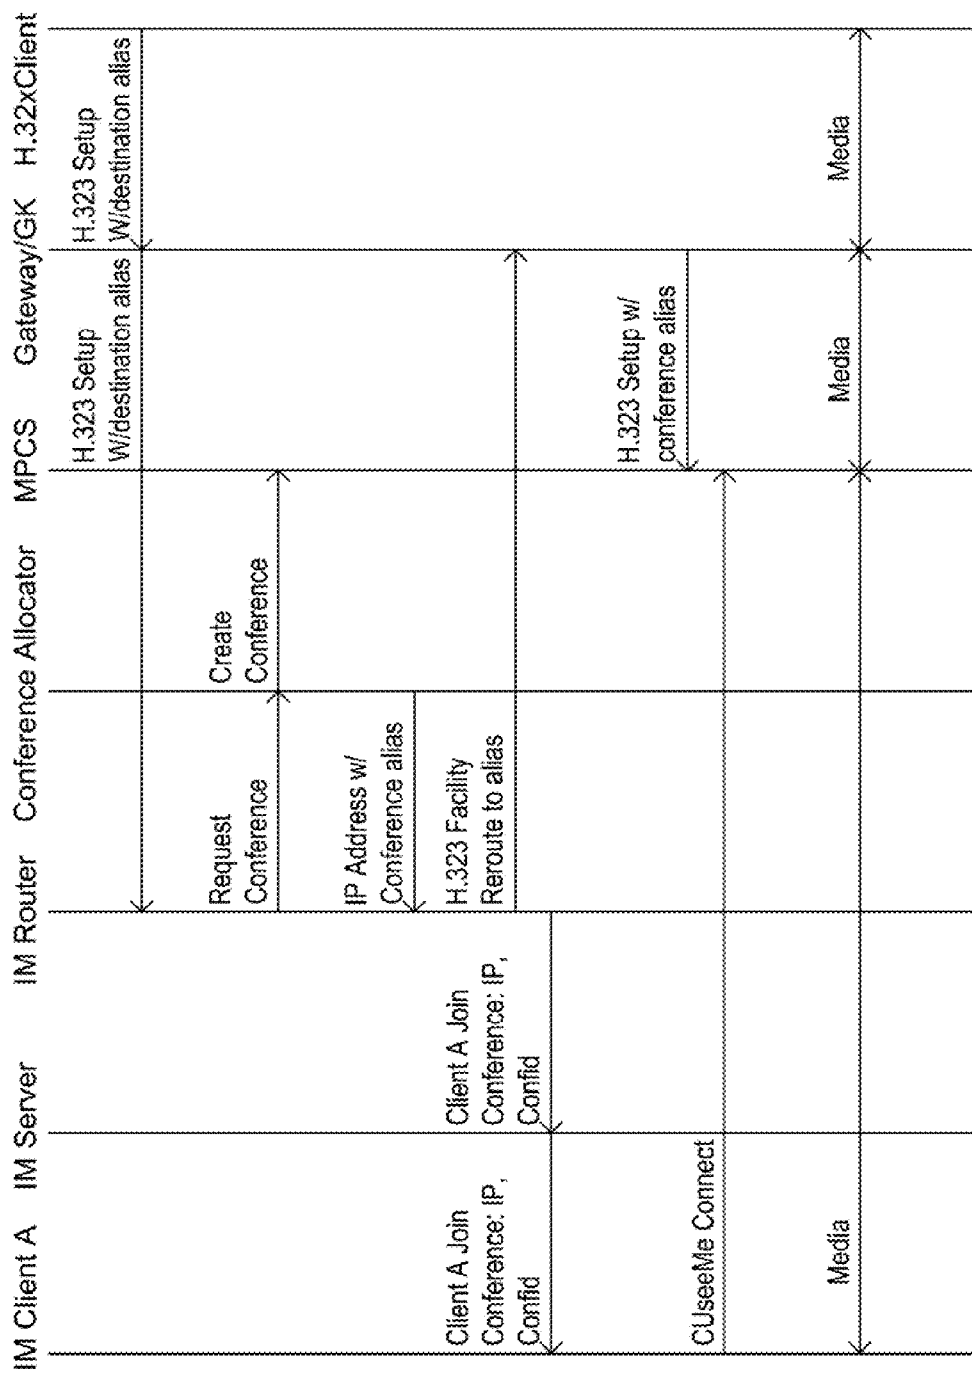 IM Client A
IM Server
IM Router
Conference Allocator
MPCS
Gateway/GK
H.32xClient
H.323 Setup
W/destination alias
H.323 Setup
W/destination alias
Request
Conference
Create
Conference
IP Address w/
Conference alias
H.323 Facility
Reroute to alias
Client A Join
Conference: IP,
Confid
Client A Join
Conference: IP,
Confid
H.323 Setup w/
conference alias
CUseeMe Connect
Media
Media
Media